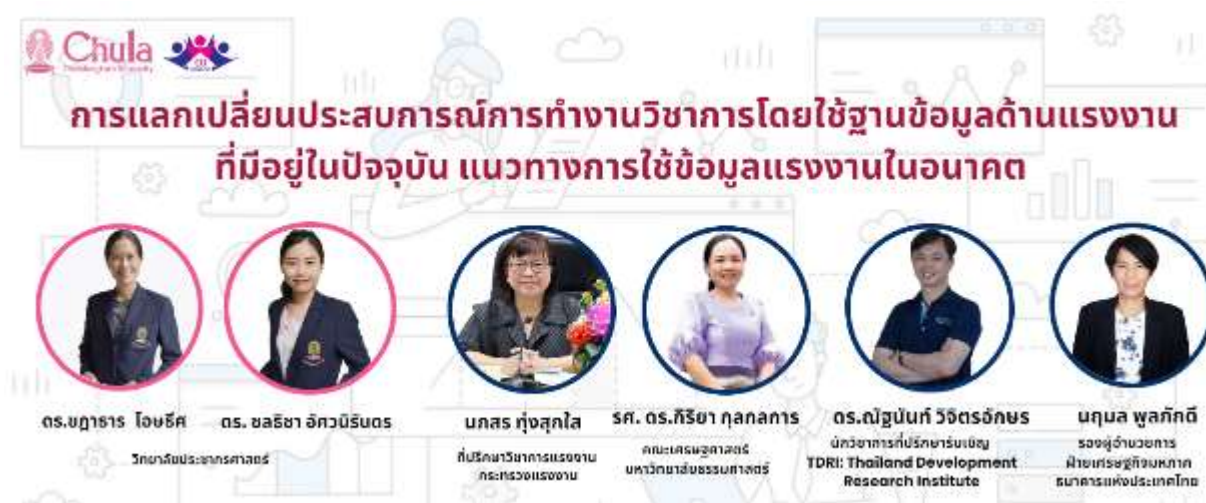 Chula
การแลกเปลี่ยนประสบการณ์การทำงานวิชาการโดยใช้ฐานข้อมูลด้านแรงงาน
ที่มีอยู่ในปัจจุบัน แนวทางการใช้ข้อมูลแรงงานในอนาคต
ดร.ชฎาธาร โอษธีศ
ดร. ชลธิชา อัศวนิรันดร
วิทยาลัยประชากรศาสตร์
นภสร ทุ่งสุกใส
ที่ปรึกษาวิชาการแรงงาน
กระทรวงแรงงาน
รศ. ดร.กิริยา กุลกลการ
คณะเศรษฐศาสตร์
มหาวิทยาลัยธรรมศาสตร์
ดร.ณัฐนันท์ วิจิตรอักษร
นักวิชาการที่ปรึกษารับเชิญ
TDRI: Thailand Development
Research Institute
นฤมล พูลภักดี
รองผู้อำนวยการ
ฝ่ายเศรษฐกิจมหภาค
ธนาคารแห่งประเทศไทย